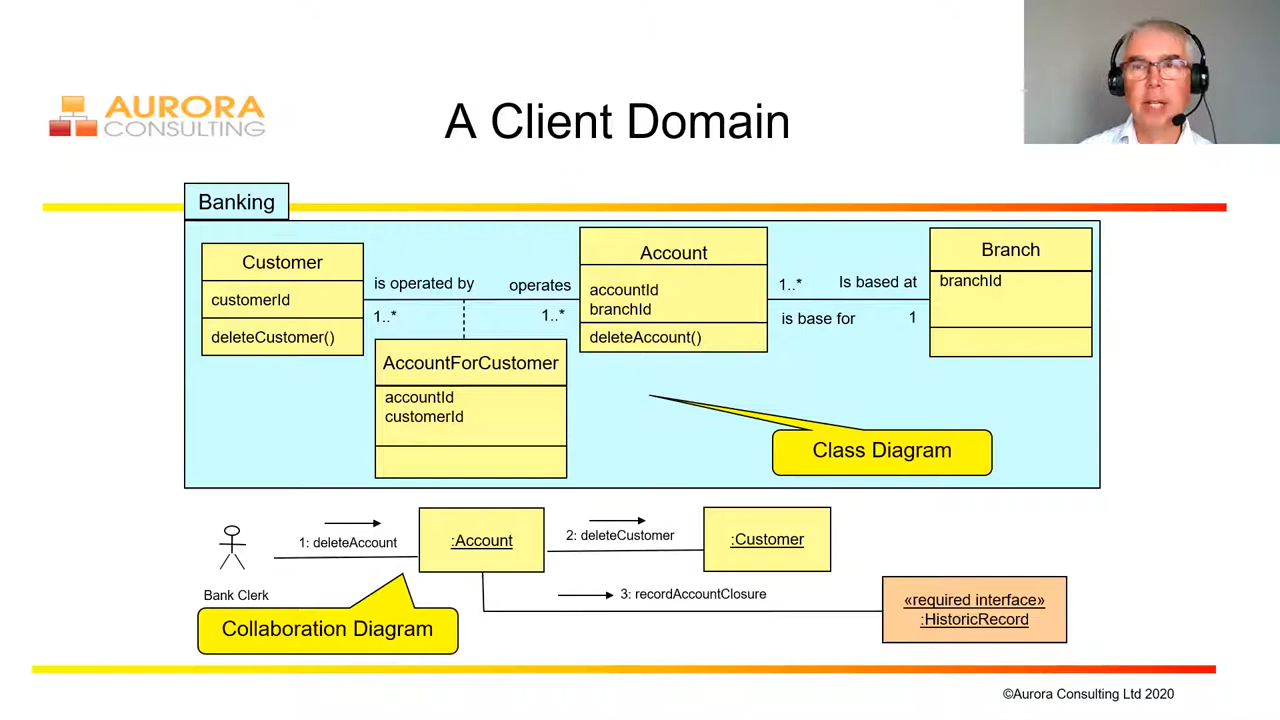 AURORA
CONSULTING
A Client Domain
Banking
Customer
customerId
deleteCustomer()
is operated by
operates
1..*
1..*
AccountForCustomer
accountId
customerId
Account
accountId
branchId
deleteAccount()
1..*
Is based at
is base for
1
Branch
branchId
Class Diagram
1: deleteAccount
:Account
2: deleteCustomer
:Customer
Bank Clerk
3: recordAccountClosure
«required interface»
:HistoricRecord
Collaboration Diagram
©Aurora Consulting Ltd 2020